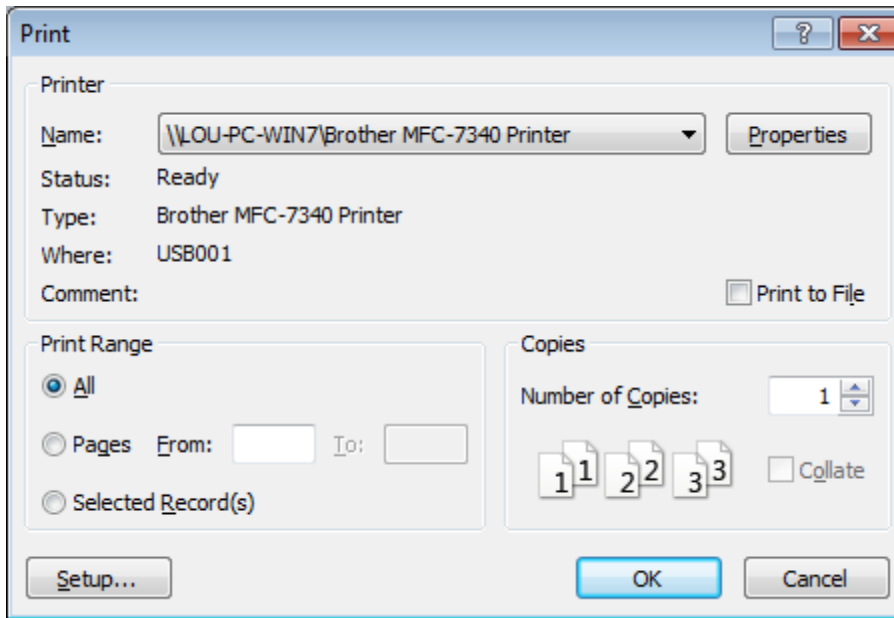 Print
Printer
Name: \\LOU-PC-WIN7\Brother MFC-7340 Printer Properties
Status: Ready
Type: Brother MFC-7340 Printer
Where: USB001
Comment: Print to File
Print Range
All
Pages From: To:
Selected Record(s)
Copies
Number of Copies: 1
1 1 2 2 3 3 Collate
Setup... OK Cancel